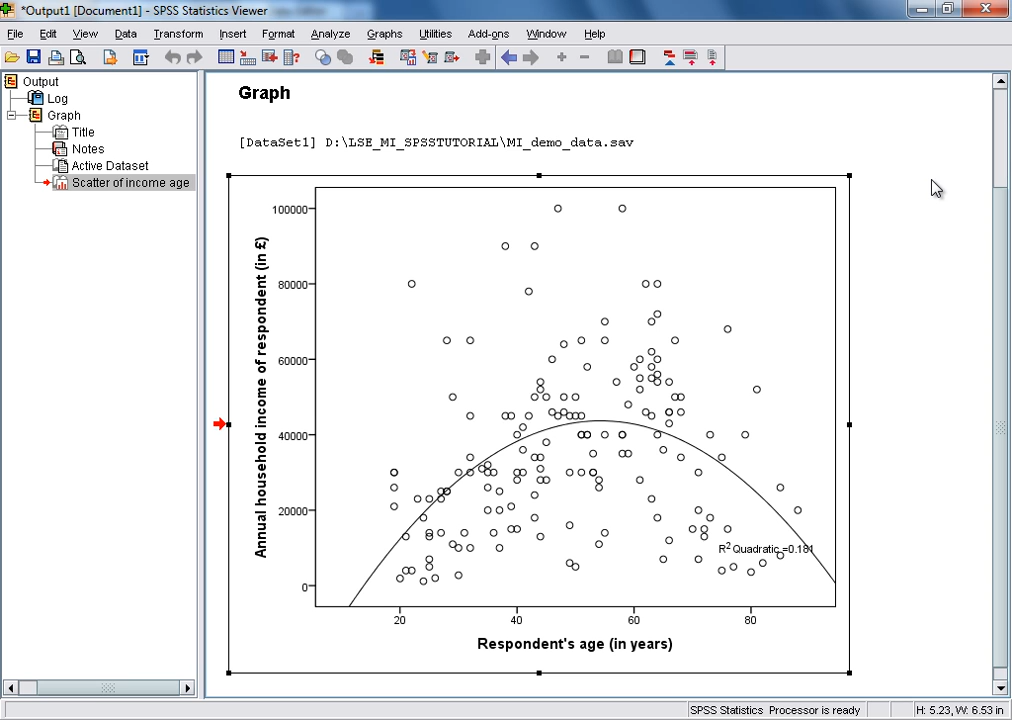 *Output1 [Document1] - SPSS Statistics Viewer
File Edit View Data Transform Insert Format Analyze Graphs Utilities Add-ons Window Help
Output
Log
Graph
Title
Notes
Active Dataset
Scatter of income age
Graph
[DataSet1] D:\LSE_MI_SPSSTUTORIAL\MI_demo_data.sav
Annual household income of respondent (in £)
100000
80000
60000
40000
20000
0
R2 Quadratic =0.181
20 40 60 80
Respondent's age (in years)
SPSS Statistics Processor is ready H: 5.23, W: 6.53 in